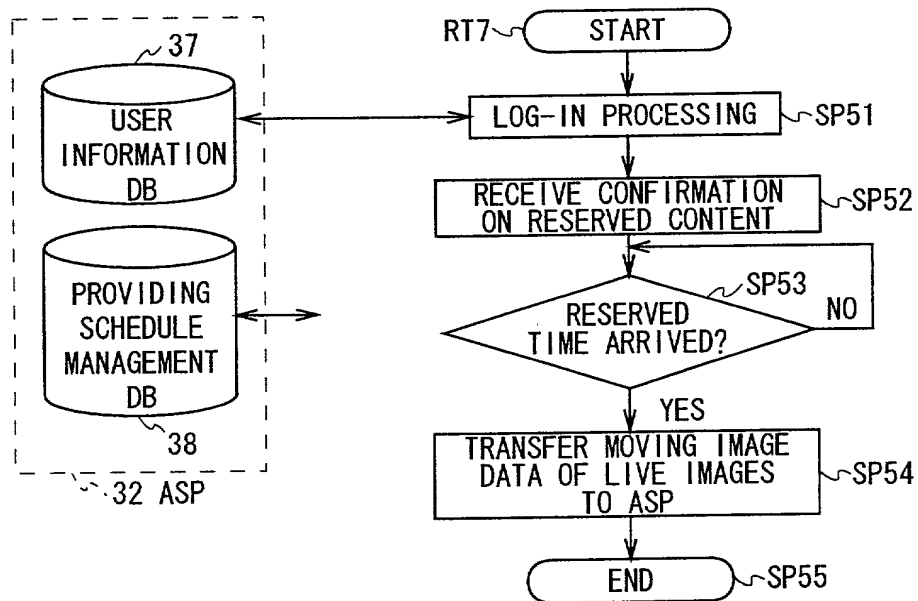 37
USER
INFORMATION
DB
PROVIDING
SCHEDULE
MANAGEMENT
DB
38
32 ASP
RT7
START
LOG-IN PROCESSING
SP51
RECEIVE CONFIRMATION
ON RESERVED CONTENT
SP52
SP53
RESERVED
TIME ARRIVED?
NO
YES
TRANSFER MOVING IMAGE
DATA OF LIVE IMAGES
TO ASP
SP54
END
SP55